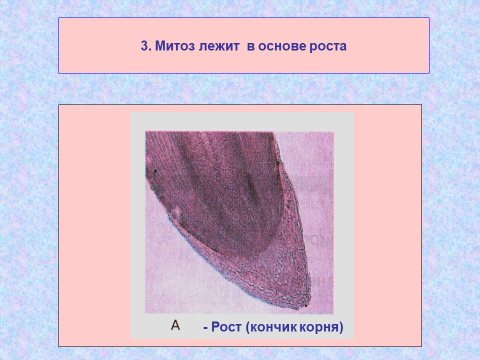 3. Митоз лежит в основе роста
А - Рост (кончик корня)